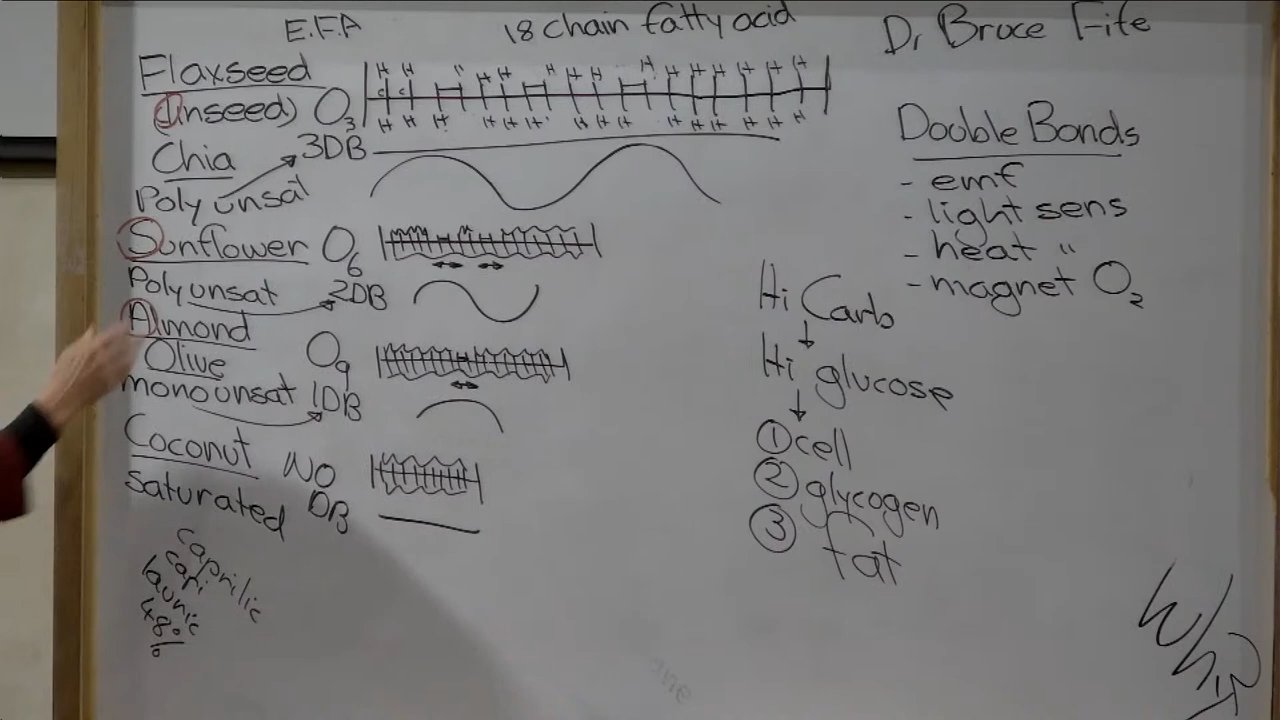 E.F.A
18 chain fatty acid
Dr Bruce Fife
Flaxseed
(linseed) O3
Chia
3DB
Poly unsat
Sunflower O6
Poly unsat
2DB
Almond
Olive O9
monounsat 1DB
Coconut NO
saturated DB
caprilic
capi
lauric
48%
Double Bonds
- emf
- light sens
- heat "
- magnet O2
Hi Carb
Hi glucose
① cell
② glycogen
③ fat